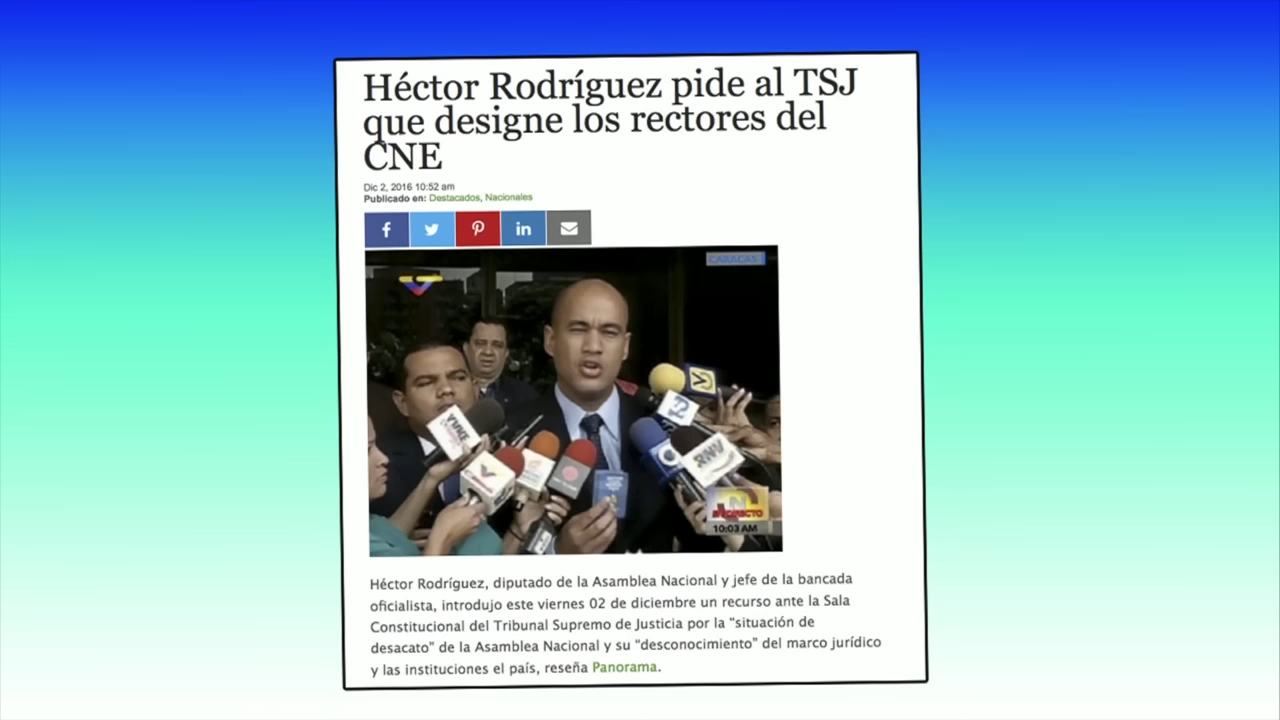 Héctor Rodríguez pide al TSJ
que designe los rectores del
CNE
Dic 2, 2016 10:52 am
Publicado en: Destacados, Nacionales
CARACAS
RNV
EN DIRECTO
10:03 AM
Héctor Rodríguez, diputado de la Asamblea Nacional y jefe de la bancada
oficialista, introdujo este viernes 02 de diciembre un recurso ante la Sala
Constitucional del Tribunal Supremo de Justicia por la “situación de
desacato” de la Asamblea Nacional y su “desconocimiento” del marco jurídico
y las instituciones el país, reseña Panorama.